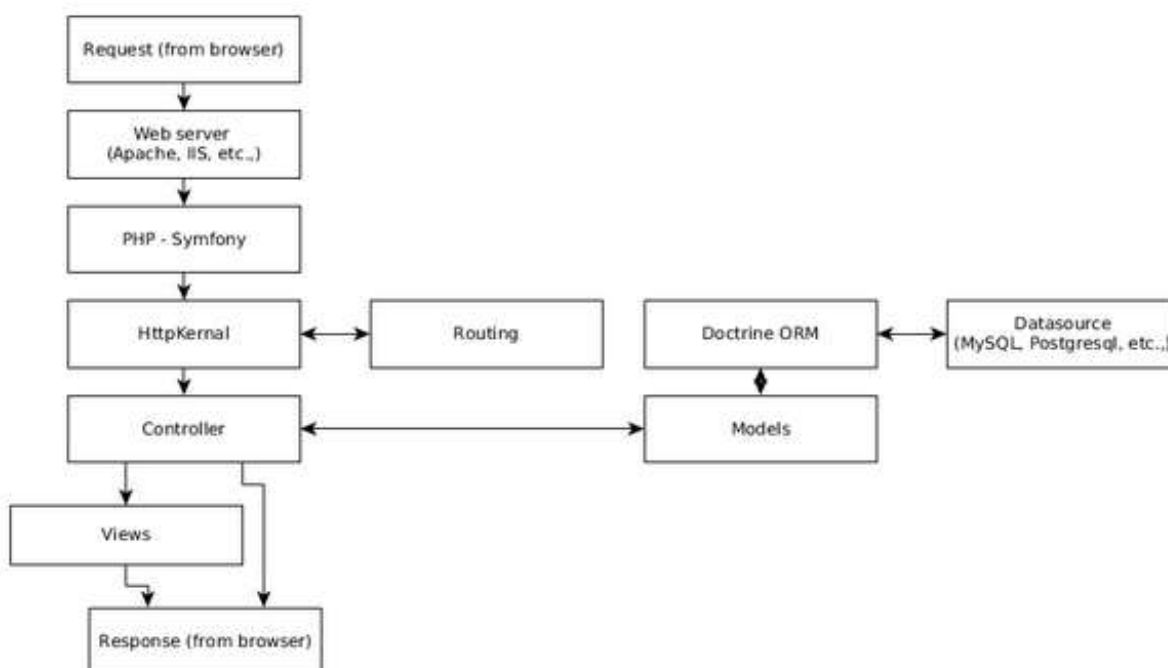 Request (from browser)
Web server
(Apache, IIS, etc.,)
PHP - Symfony
HttpKernal
Routing
Doctrine ORM
Datasource
(MySQL, Postgresql, etc.,)
Controller
Models
Views
Response (from browser)